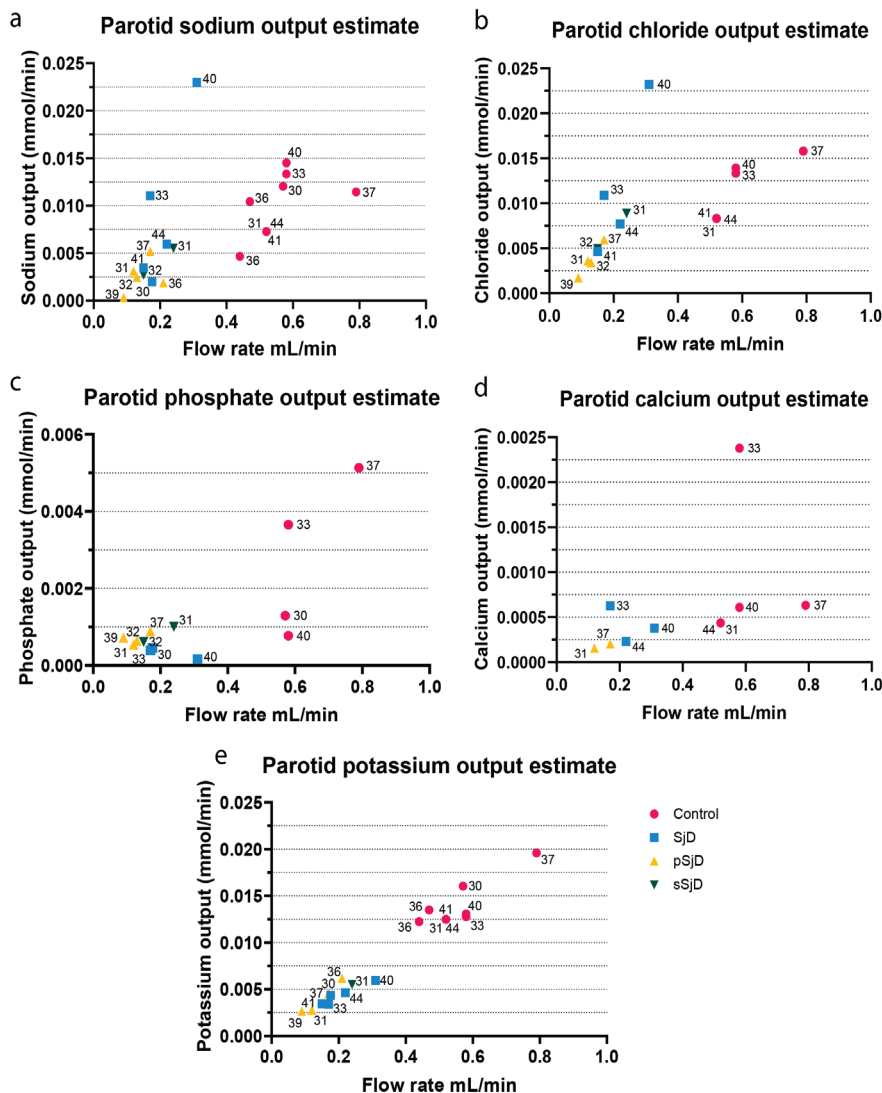 a
Parotid sodium output estimate
Sodium output (mmol/min)
0.025
0.020
0.015
0.010
0.005
0.000
40
40
33
30
37
36
33
31 44
41
44
31
36
37
41
31
32
32
30
36
39
0.0 0.2 0.4 0.6 0.8 1.0
Flow rate mL/min
b
Parotid chloride output estimate
Chloride output (mmol/min)
0.025
0.020
0.015
0.010
0.005
0.000
40
37
40
33
33
31
41
44
31
44
32 37
41
31
32
39
0.0 0.2 0.4 0.6 0.8 1.0
Flow rate mL/min
c
Parotid phosphate output estimate
Phosphate output (mmol/min)
0.006
0.004
0.002
0.000
37
33
30
40
37 31
39 32
32
31
33 30
40
0.0 0.2 0.4 0.6 0.8 1.0
Flow rate mL/min
d
Parotid calcium output estimate
Calcium output (mmol/min)
0.0025
0.0020
0.0015
0.0010
0.0005
0.0000
33
33
40
37
40
44 31
37
44
31
0.0 0.2 0.4 0.6 0.8 1.0
Flow rate mL/min
e
Parotid potassium output estimate
Potassium output (mmol/min)
0.025
0.020
0.015
0.010
0.005
0.000
37
30
36 41 40
36 31 44 33
36
30 31 40
37
44
41 33
39 31
0.0 0.2 0.4 0.6 0.8 1.0
Flow rate mL/min
Control
SjD
pSjD
sSjD